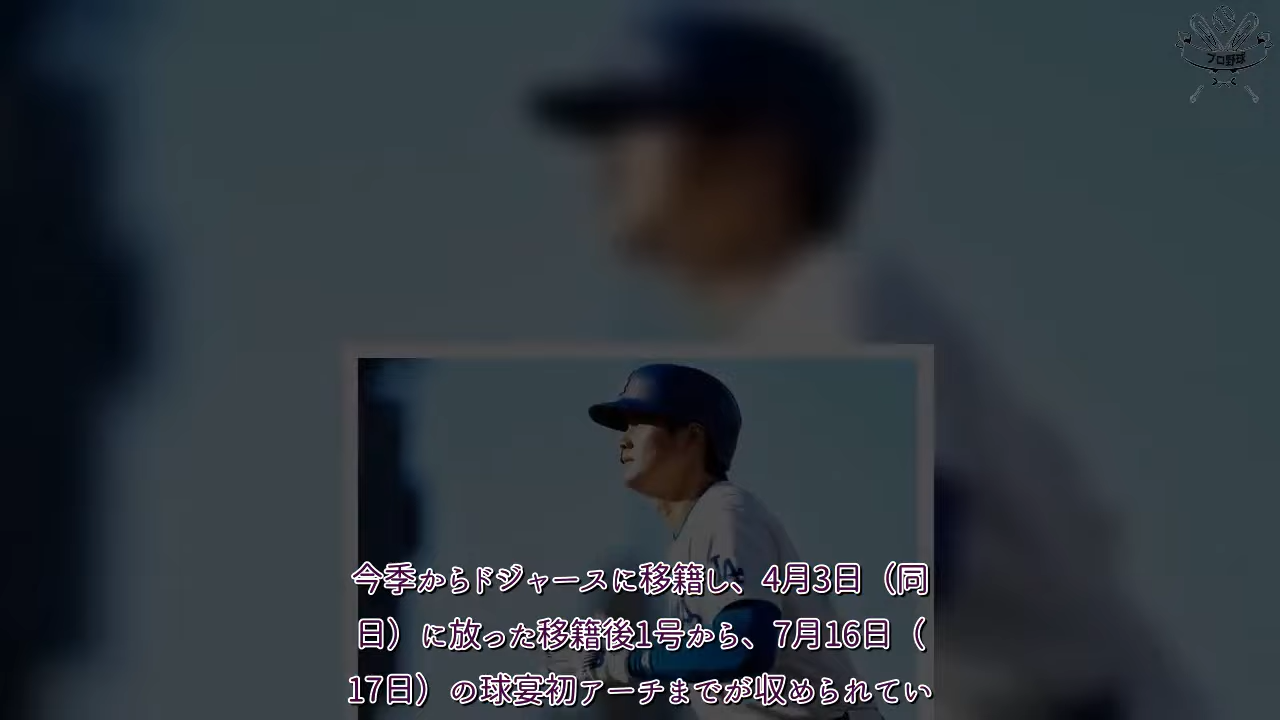 プロ野球
LA
今季からドジャースに移籍し、4月3日（同
日）に放った移籍後1号から、7月16日（
17日）の球宴初アーチまでが収められてい